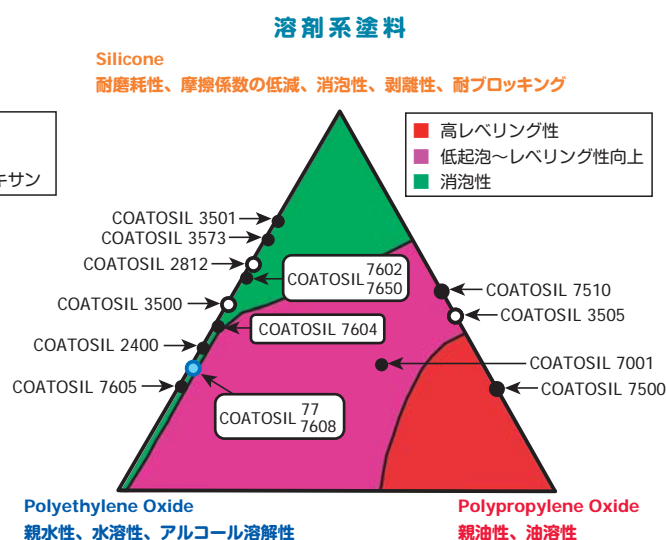 溶剤系塗料
Silicone
耐磨耗性、摩擦係数の低減、消泡性、剥離性、耐ブロッキング
キサン
高レベリング性
低起泡～レベリング性向上
消泡性
COATOSIL 3501
COATOSIL 3573
COATOSIL 2812
COATOSIL 7602
7650
COATOSIL 7510
COATOSIL 3500
COATOSIL 3505
COATOSIL 7604
COATOSIL 2400
COATOSIL 7001
COATOSIL 7605
COATOSIL 7500
COATOSIL 77
7608
Polyethylene Oxide
親水性、水溶性、アルコール溶解性
Polypropylene Oxide
親油性、油溶性